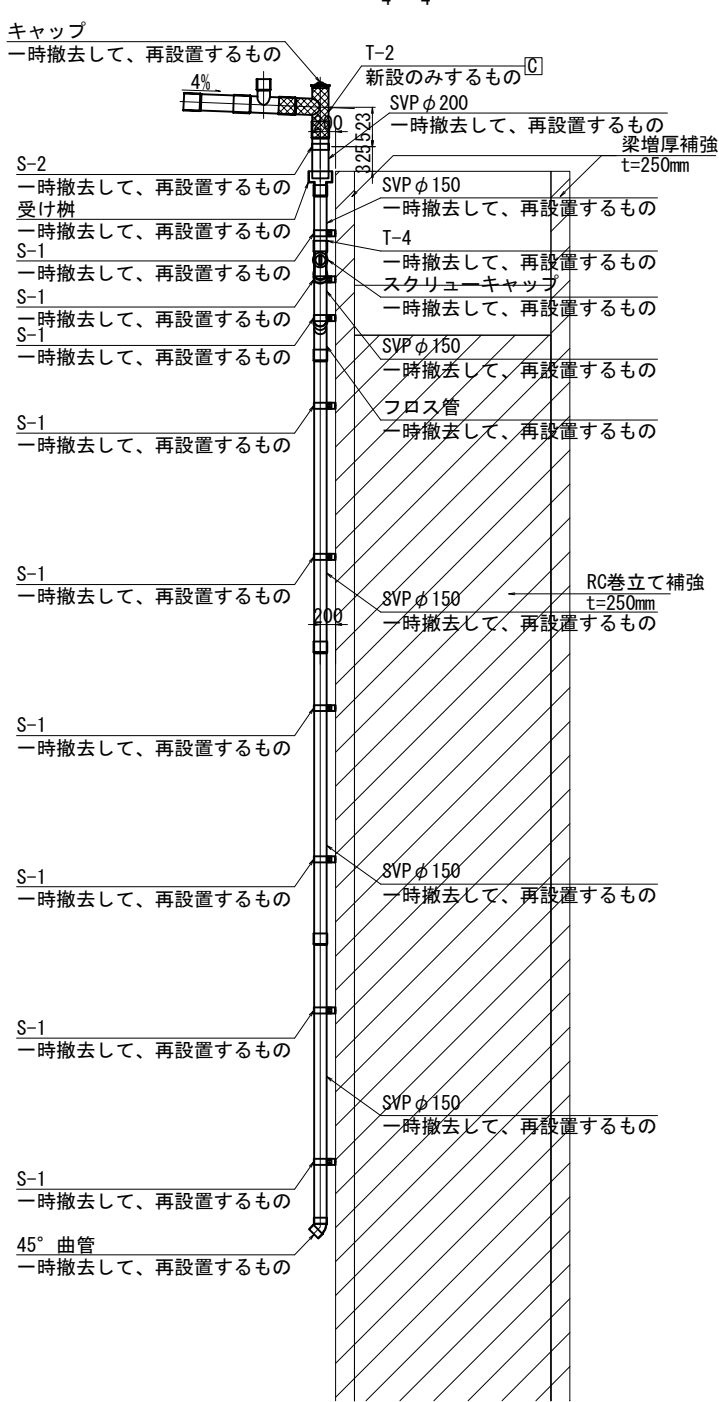 4 4
キャップ
一時撤去して、再設置するもの
T-2
新設のみするもの
C
4%
SVPφ200
一時撤去して、再設置するもの
200
523
325
梁増厚補強
t=250mm
S-2
一時撤去して、再設置するもの
SVPφ150
一時撤去して、再設置するもの
受け桝
一時撤去して、再設置するもの
T-4
一時撤去して、再設置するもの
S-1
一時撤去して、再設置するもの
スクリューキャップ
一時撤去して、再設置するもの
S-1
一時撤去して、再設置するもの
S-1
一時撤去して、再設置するもの
SVPφ150
一時撤去して、再設置するもの
フロス管
一時撤去して、再設置するもの
S-1
一時撤去して、再設置するもの
S-1
一時撤去して、再設置するもの
RC巻立て補強
t=250mm
SVPφ150
一時撤去して、再設置するもの
200
S-1
一時撤去して、再設置するもの
S-1
一時撤去して、再設置するもの
SVPφ150
一時撤去して、再設置するもの
S-1
一時撤去して、再設置するもの
SVPφ150
一時撤去して、再設置するもの
S-1
一時撤去して、再設置するもの
45°曲管
一時撤去して、再設置するもの